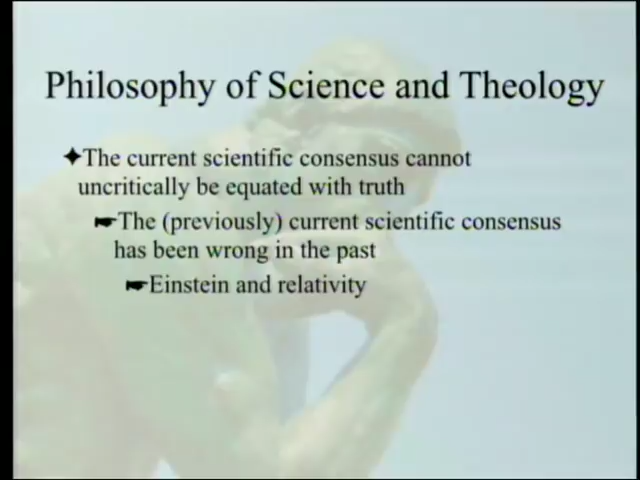 Philosophy of Science and Theology
The current scientific consensus cannot
uncritically be equated with truth
The (previously) current scientific consensus
has been wrong in the past
Einstein and relativity